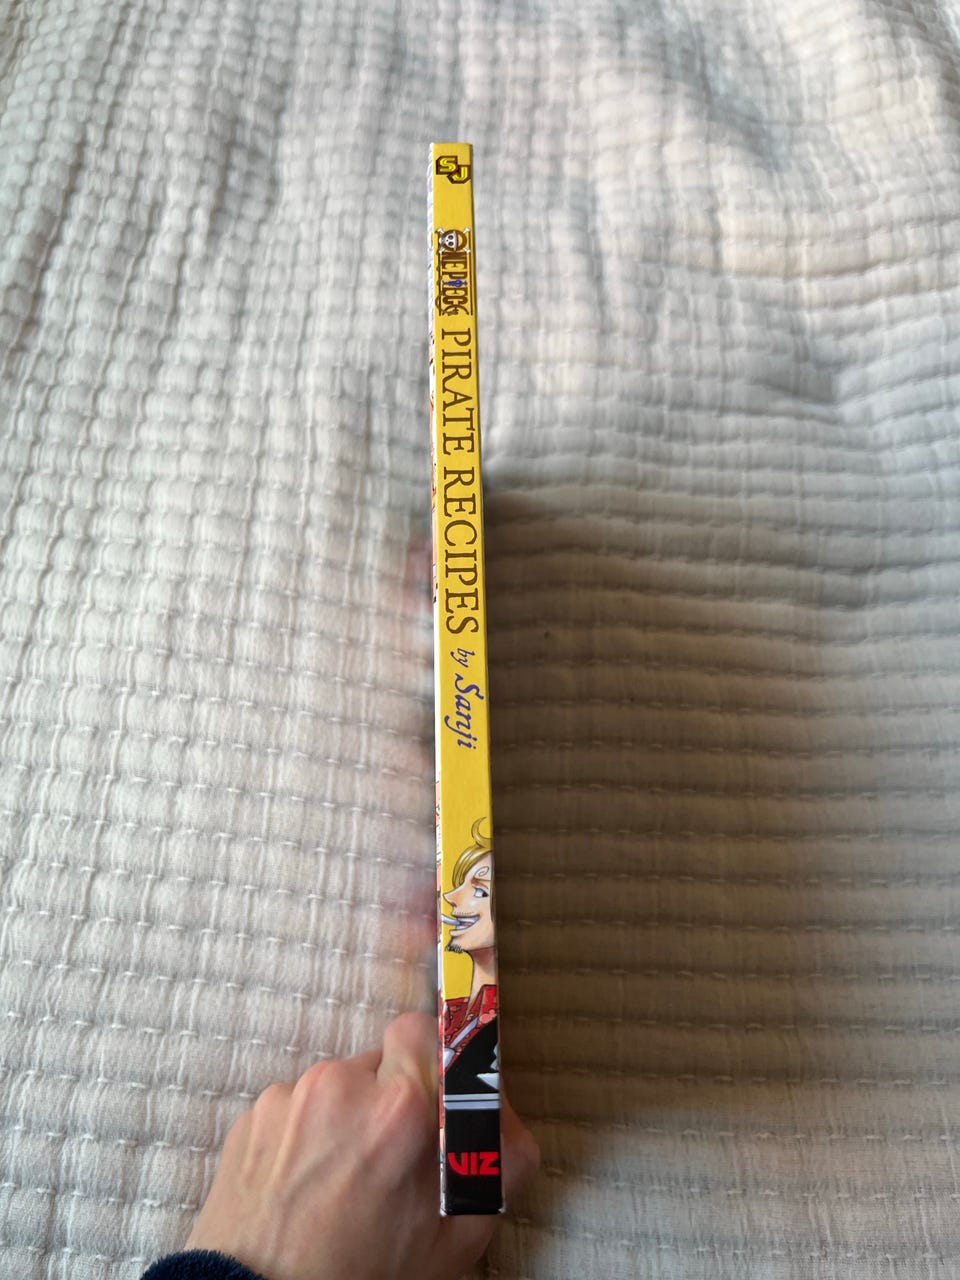 SJ
ONE PIECE
PIRATE RECIPES by Sanji
VIZ